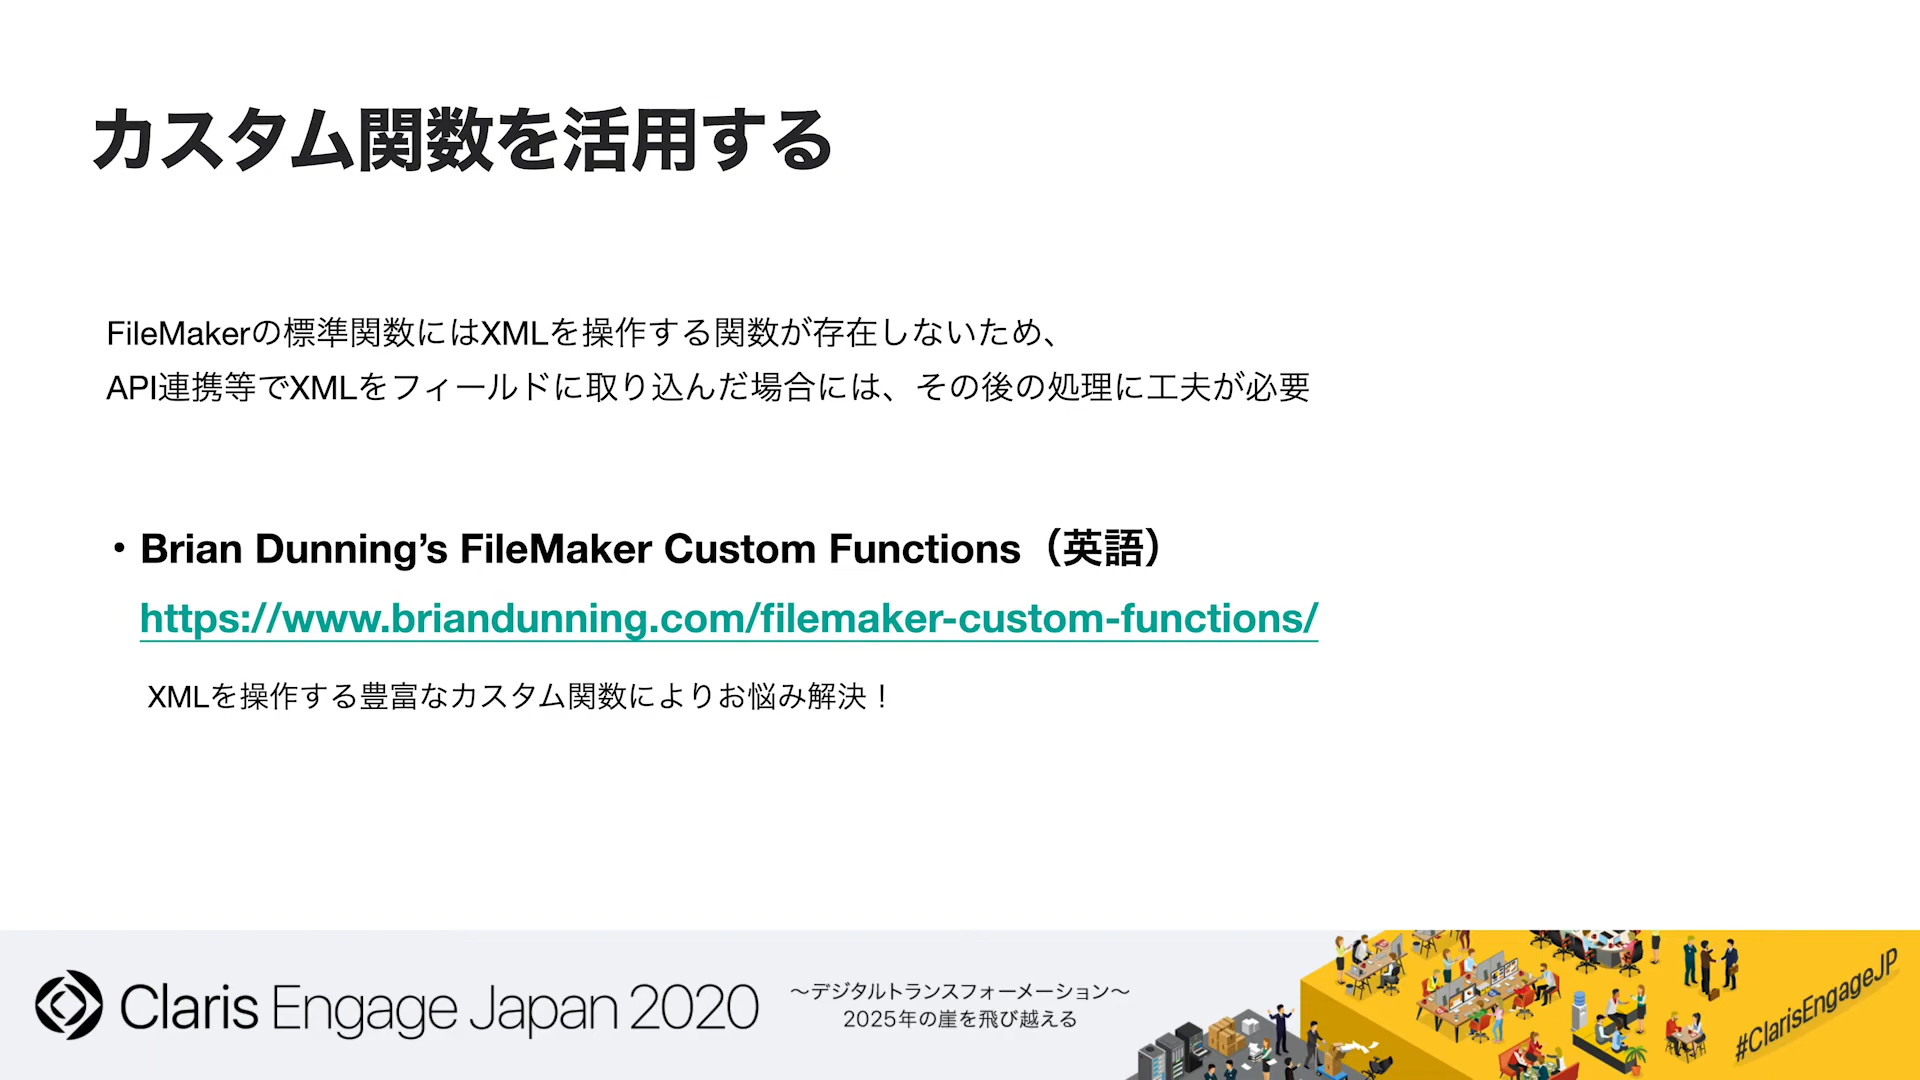 カスタム関数を活用する
FileMakerの標準関数にはXMLを操作する関数が存在しないため、
API連携等でXMLをフィールドに取り込んだ場合には、その後の処理に工夫が必要
・Brian Dunning’s FileMaker Custom Functions（英語）
https://www.briandunning.com/filemaker-custom-functions/
XMLを操作する豊富なカスタム関数によりお悩み解決！
Claris Engage Japan 2020
〜デジタルトランスフォーメーション〜
2025年の崖を飛び越える
#ClarisEngageJP